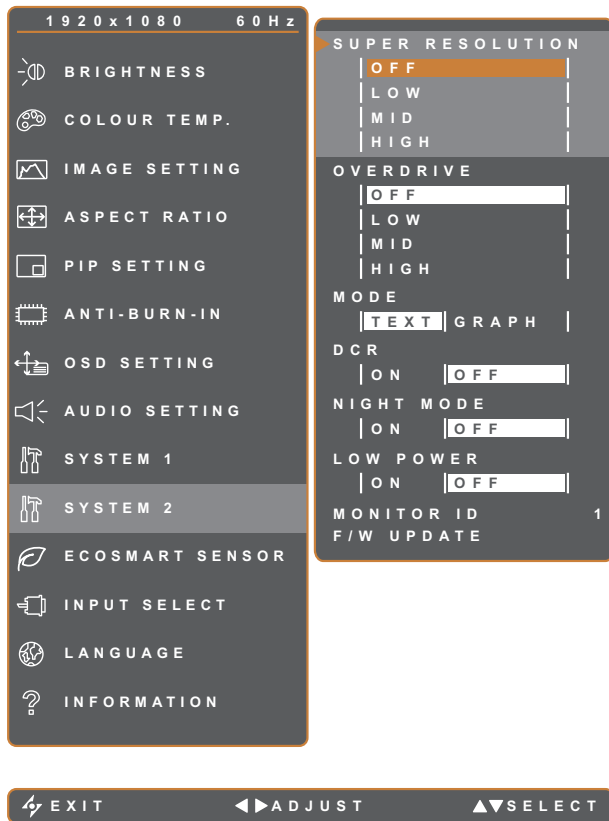 1920x1080 60Hz
BRIGHTNESS
COLOUR TEMP.
IMAGE SETTING
ASPECT RATIO
PIP SETTING
ANTI-BURN-IN
OSD SETTING
AUDIO SETTING
SYSTEM 1
SYSTEM 2
ECOSMART SENSOR
INPUT SELECT
LANGUAGE
INFORMATION
SUPER RESOLUTION
OFF
LOW
MID
HIGH
OVERDRIVE
OFF
LOW
MID
HIGH
MODE
TEXT GRAPH
DCR
ON OFF
NIGHT MODE
ON OFF
LOW POWER
ON OFF
MONITOR ID 1
F/W UPDATE
EXIT ADJUST SELECT